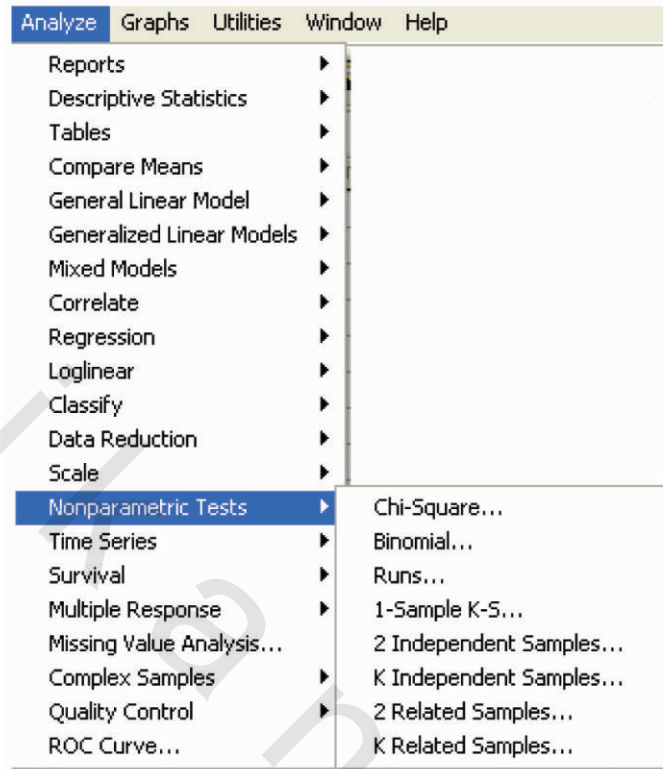 Analyze Graphs Utilities Window Help
Reports
Descriptive Statistics
Tables
Compare Means
General Linear Model
Generalized Linear Models
Mixed Models
Correlate
Regression
Loglinear
Classify
Data Reduction
Scale
Nonparametric Tests
Time Series
Survival
Multiple Response
Missing Value Analysis...
Complex Samples
Quality Control
ROC Curve...
Chi-Square...
Binomial...
Runs...
1-Sample K-S...
2 Independent Samples...
K Independent Samples...
2 Related Samples...
K Related Samples...